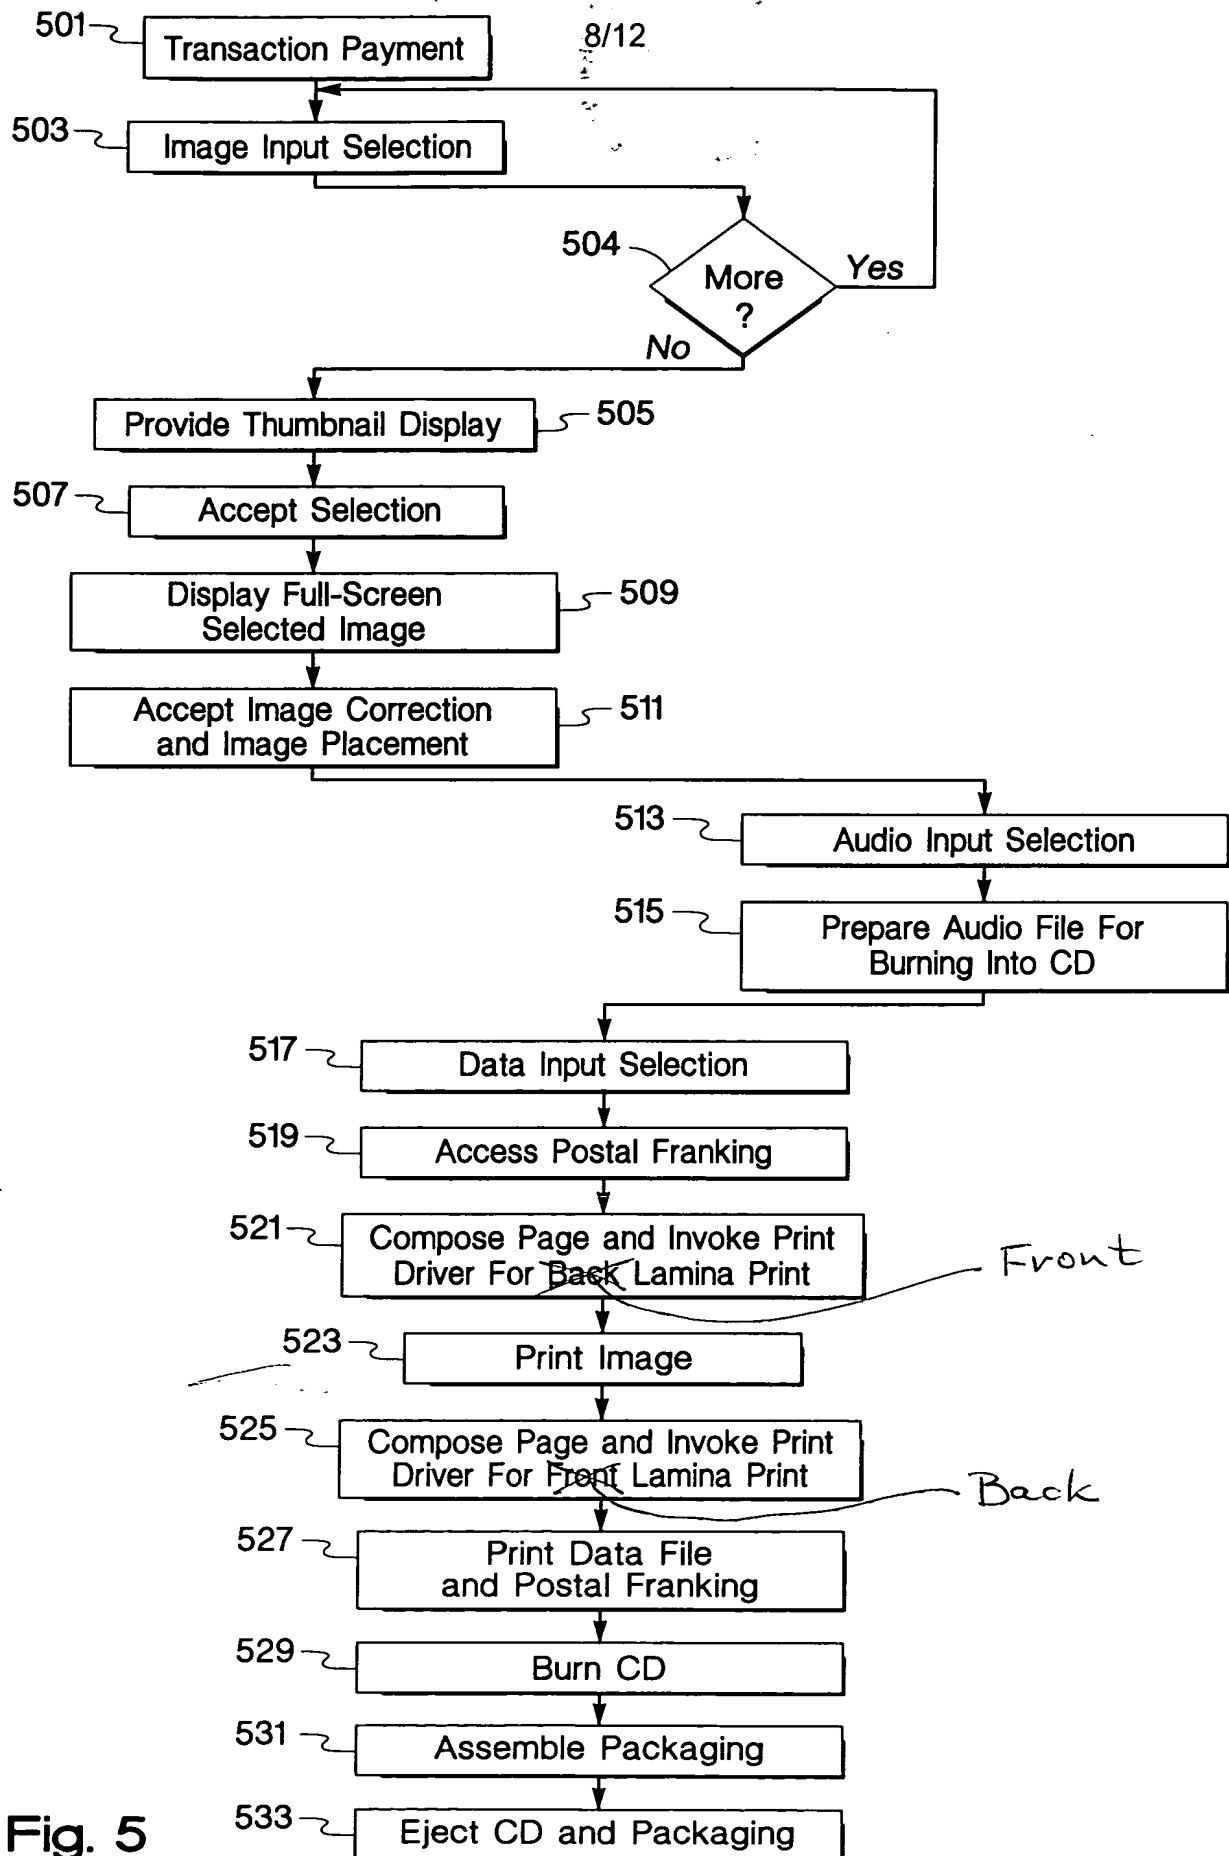 501
Transaction Payment
8/12
503
Image Input Selection
504
More
?
Yes
No
Provide Thumbnail Display
505
507
Accept Selection
Display Full-Screen
Selected Image
509
Accept Image Correction
and Image Placement
511
513
Audio Input Selection
515
Prepare Audio File For
Burning Into CD
517
Data Input Selection
519
Access Postal Franking
521
Compose Page and Invoke Print
Driver For Back Lamina Print
Front
523
Print Image
525
Compose Page and Invoke Print
Driver For Front Lamina Print
Back
527
Print Data File
and Postal Franking
529
Burn CD
531
Assemble Packaging
533
Eject CD and Packaging
Fig. 5